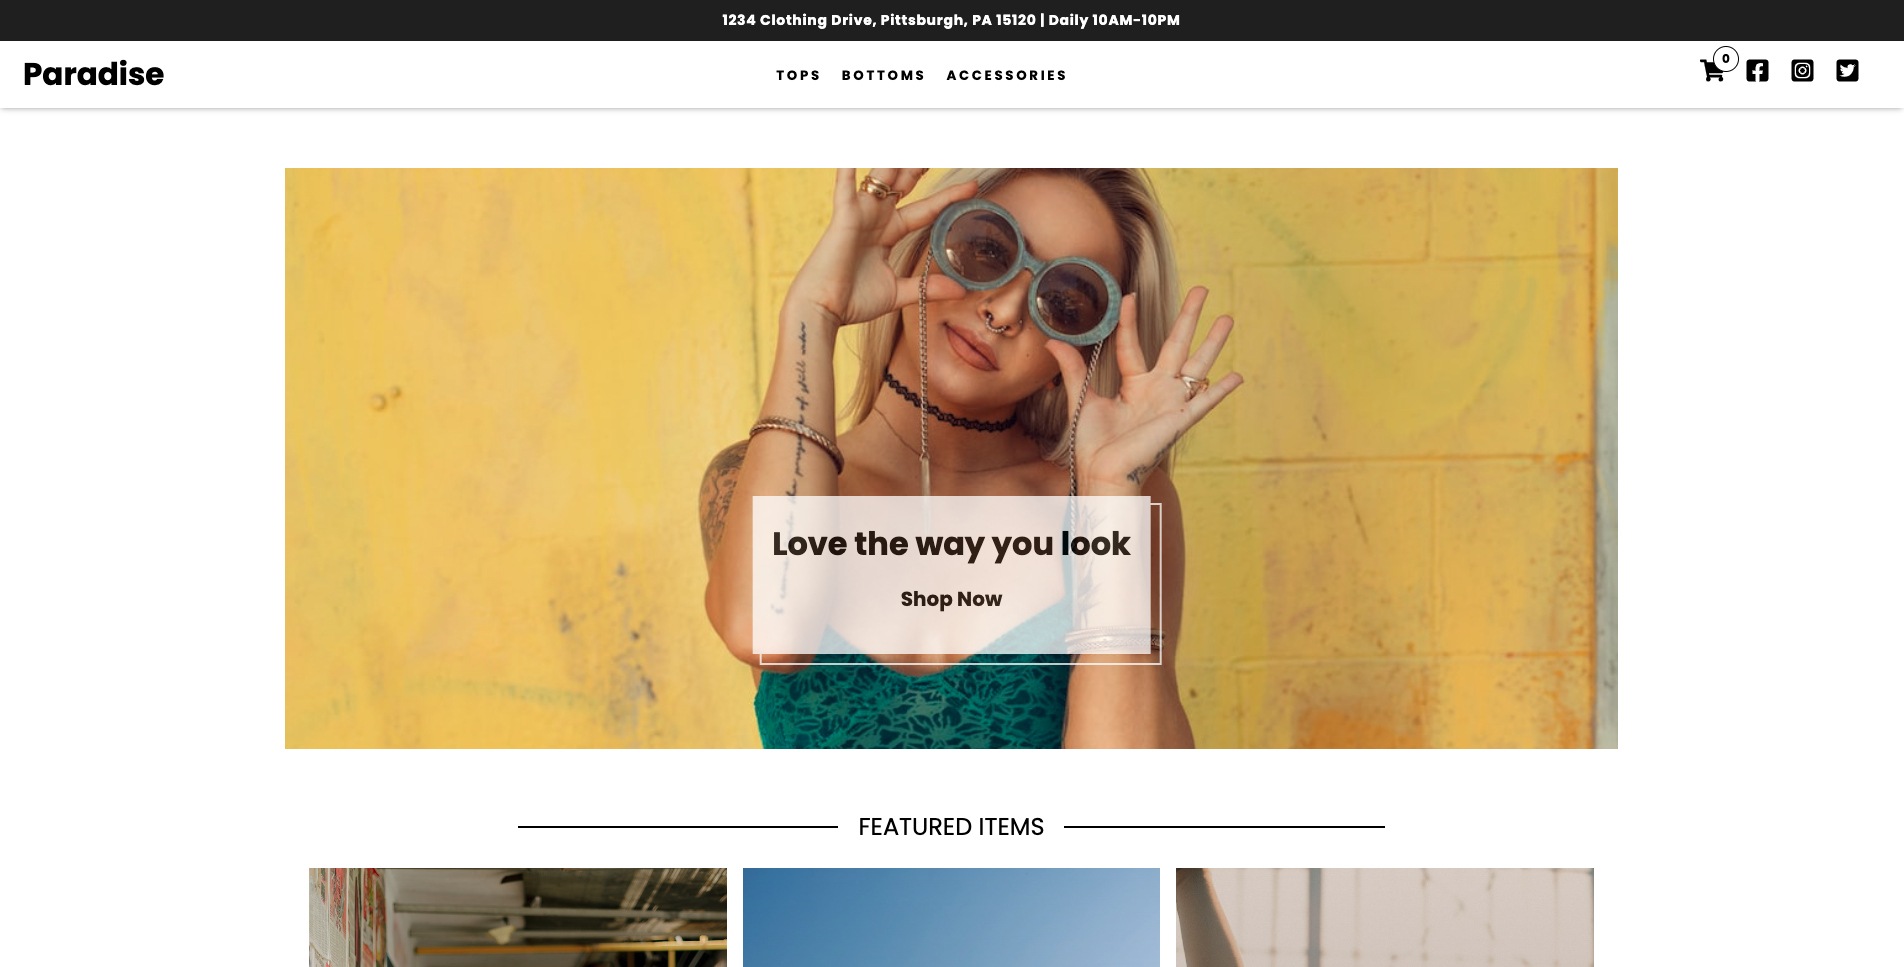 1234 Clothing Drive, Pittsburgh, PA 15120 | Daily 10AM-10PM
Paradise
TOPS BOTTOMS ACCESSORIES
0
Love the way you look
Shop Now
FEATURED ITEMS